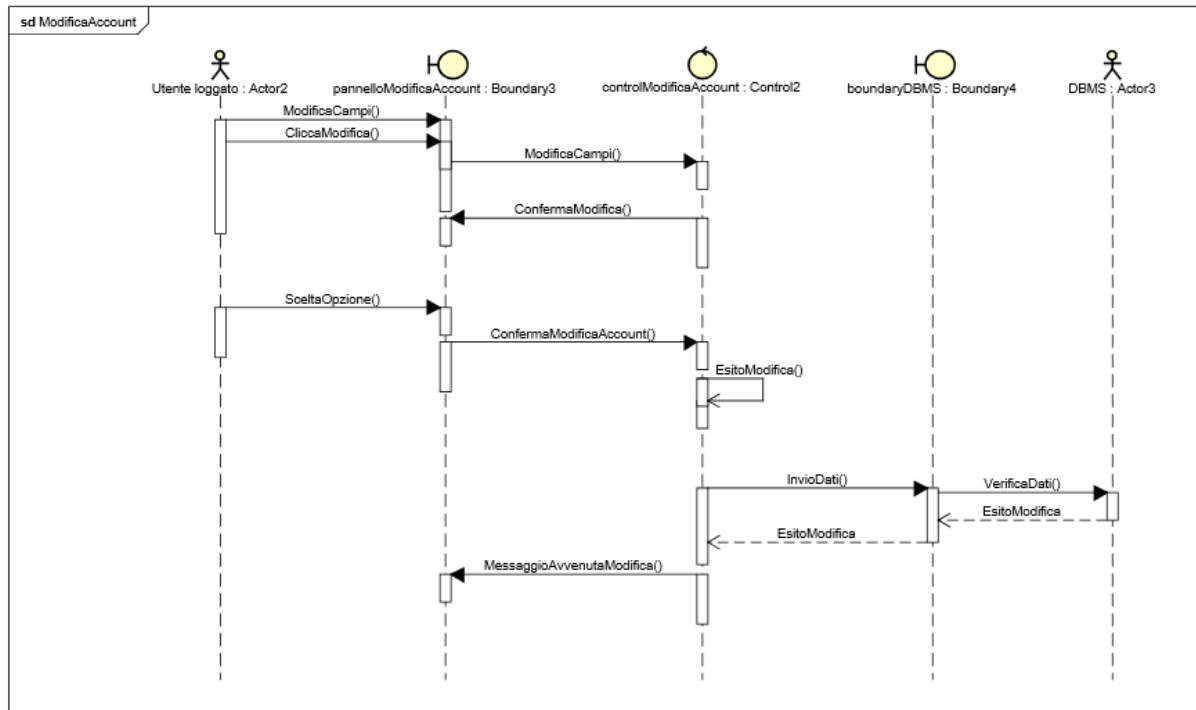 sd ModificaAccount
Utente loggato : Actor2
pannelloModificaAccount : Boundary3
controlModificaAccount : Control2
boundaryDBMS : Boundary4
DBMS : Actor3
ModificaCampi()
CliccaModifica()
ModificaCampi()
ConfermaModifica()
SceltaOpzione()
ConfermaModificaAccount()
EsitoModifica()
InvioDati()
VerificaDati()
EsitoModifica
EsitoModifica
MessaggioAvvenutaModifica()